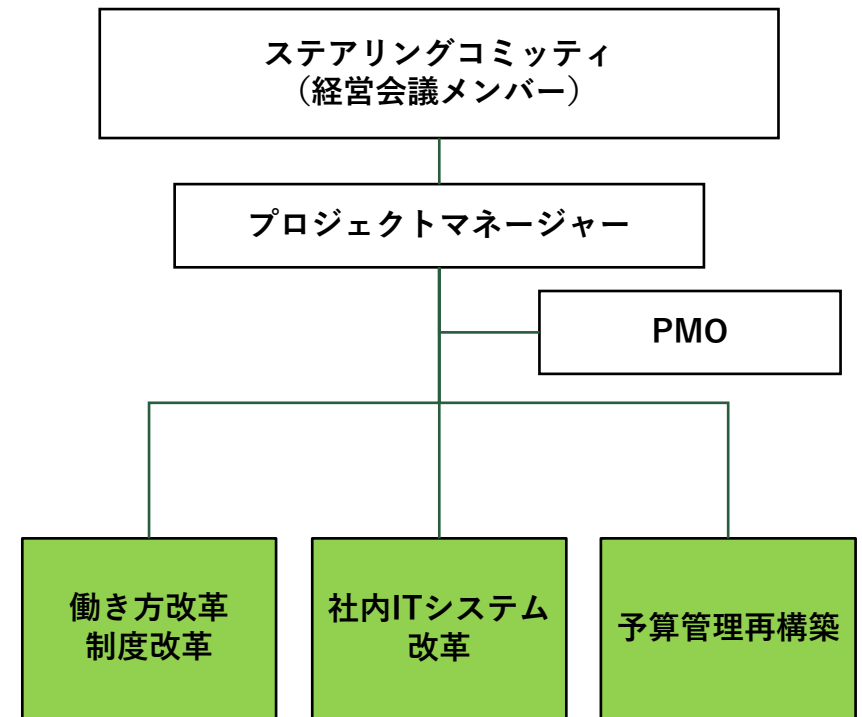 ステアリングコミッティ
（経営会議メンバー）
プロジェクトマネージャー
PMO
働き方改革
制度改革
社内ITシステム
改革
予算管理再構築